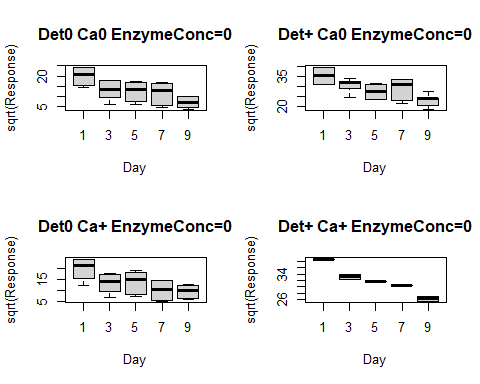 Det0 Ca0 EnzymeConc=0
sqrt(Response)
20
5
1 3 5 7 9
Day
Det+ Ca0 EnzymeConc=0
sqrt(Response)
35
20
1 3 5 7 9
Day
Det0 Ca+ EnzymeConc=0
sqrt(Response)
15
5
1 3 5 7 9
Day
Det+ Ca+ EnzymeConc=0
sqrt(Response)
34
26
1 3 5 7 9
Day